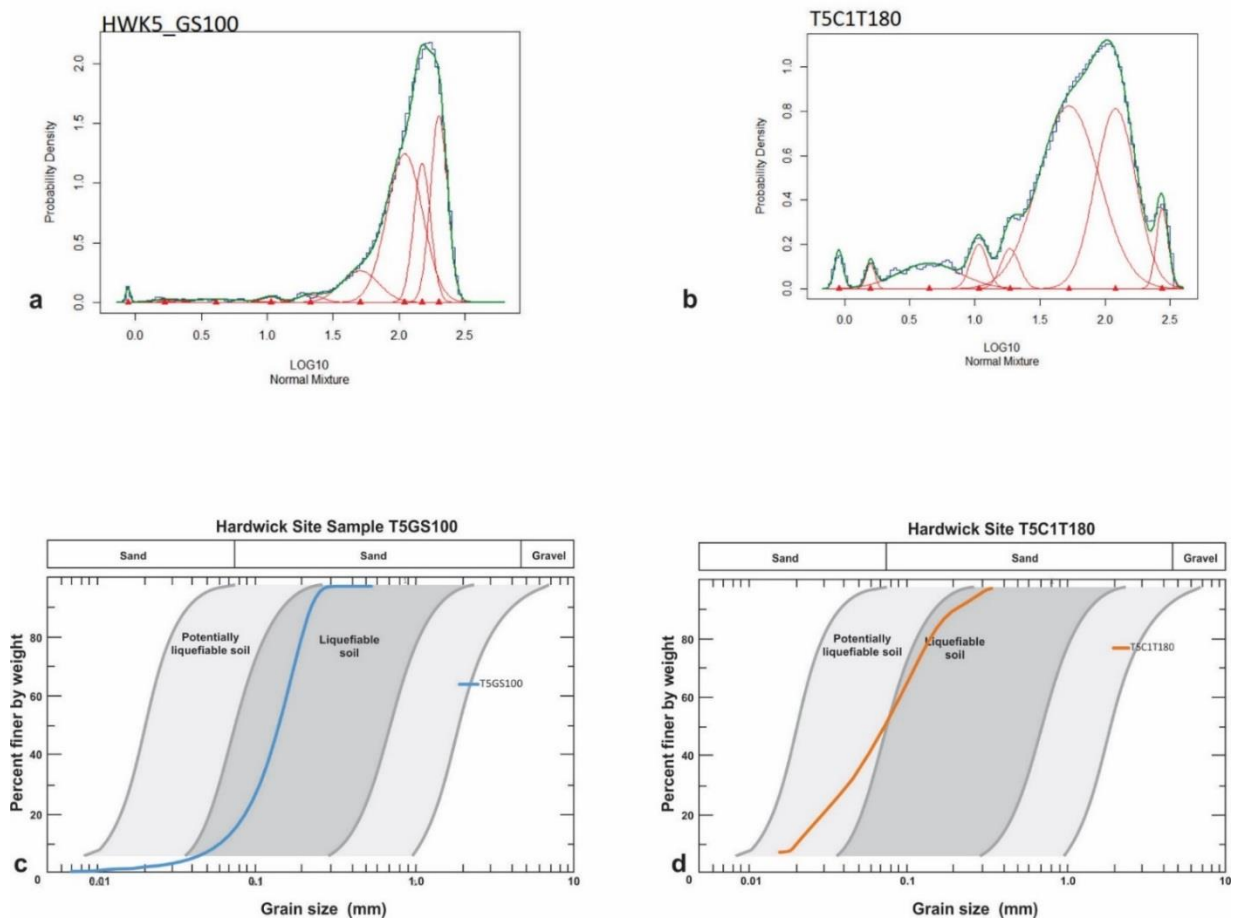 HWK5_GS100
Probability Density
2.0
1.5
1.0
0.5
0.0
0.0 0.5 1.0 1.5 2.0 2.5
LOG10
Normal Mixture
a
T5C1T180
Probability Density
1.0
0.8
0.6
0.4
0.2
0.0
0.0 0.5 1.0 1.5 2.0 2.5
LOG10
Normal Mixture
b
Hardwick Site Sample T5GS100
Sand Sand Gravel
Percent finer by weight
80
60
40
20
0
Potentially
liquefiable soil
Liquefiable
soil
T5GS100
0.01 0.1 1.0 10
Grain size (mm)
c
Hardwick Site T5C1T180
Sand Sand Gravel
Percent finer by weight
80
60
40
20
0
Potentially
liquefiable soil
Liquefiable
soil
T5C1T180
0.01 0.1 1.0 10
Grain size (mm)
d